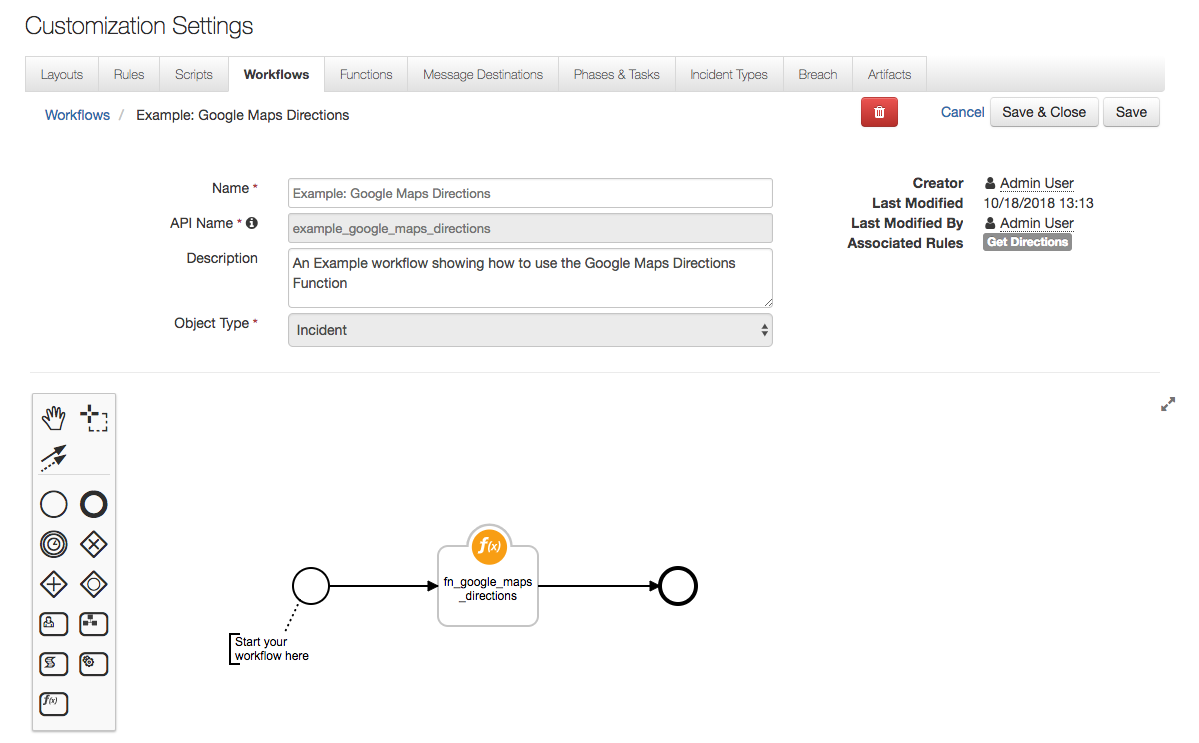 Customization Settings
Layouts Rules Scripts Workflows Functions Message Destinations Phases & Tasks Incident Types Breach Artifacts
Workflows / Example: Google Maps Directions Cancel Save & Close Save
Name * Example: Google Maps Directions
API Name * example_google_maps_directions
Description An Example workflow showing how to use the Google Maps Directions
Function
Object Type * Incident
Creator Admin User
Last Modified 10/18/2018 13:13
Last Modified By Admin User
Associated Rules Get Directions
f(x)
fn_google_maps
_directions
Start your
workflow here
f(x)